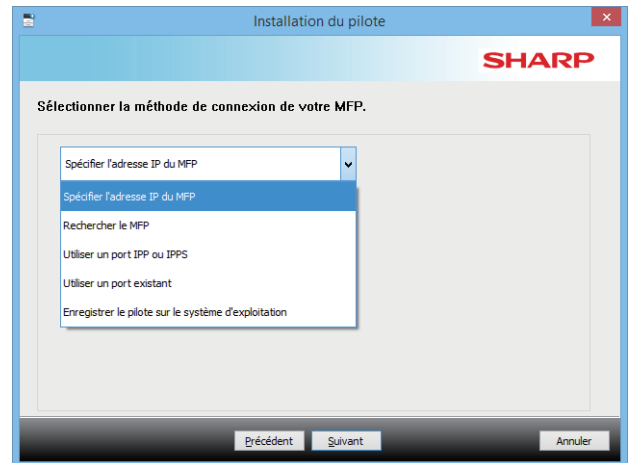 Installation du pilote
SHARP
Sélectionner la méthode de connexion de votre MFP.
Spécifier l'adresse IP du MFP
Spécifier l'adresse IP du MFP
Rechercher le MFP
Utiliser un port IPP ou IPPS
Utiliser un port existant
Enregistrer le pilote sur le système d'exploitation
Précédent Suivant Annuler